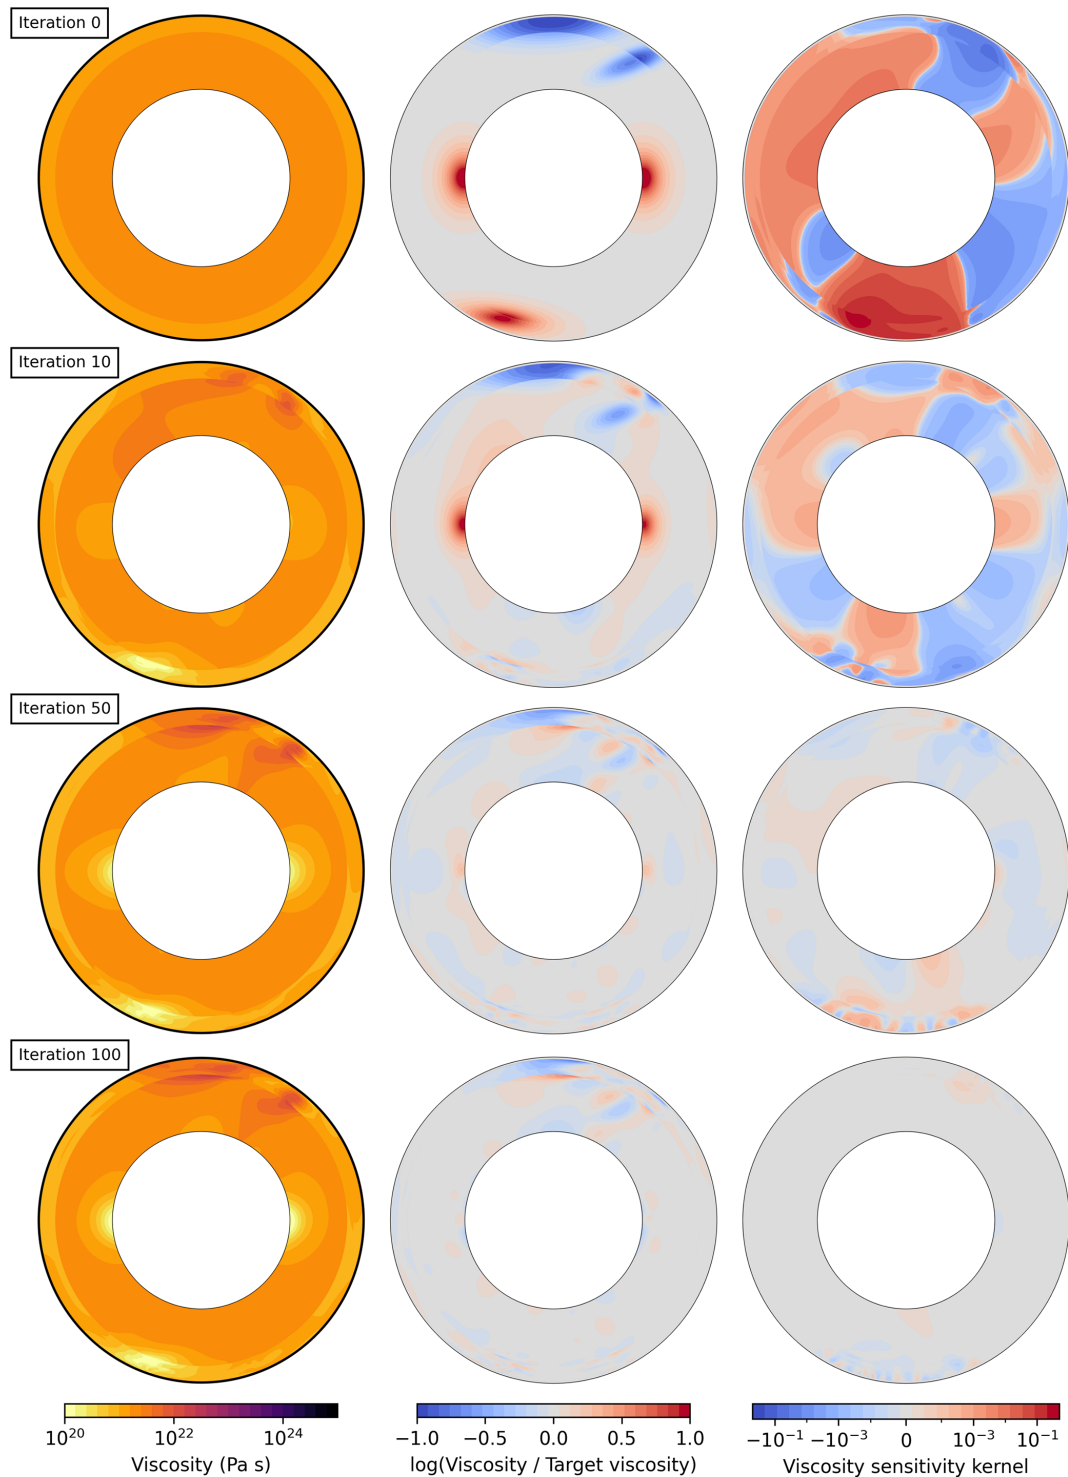 Iteration 0
Iteration 10
Iteration 50
Iteration 100
10^20 10^22 10^24
Viscosity (Pa s)
−1.0 −0.5 0.0 0.5 1.0
log(Viscosity / Target viscosity)
−10^−1 −10^−3 0 10^−3 10^−1
Viscosity sensitivity kernel